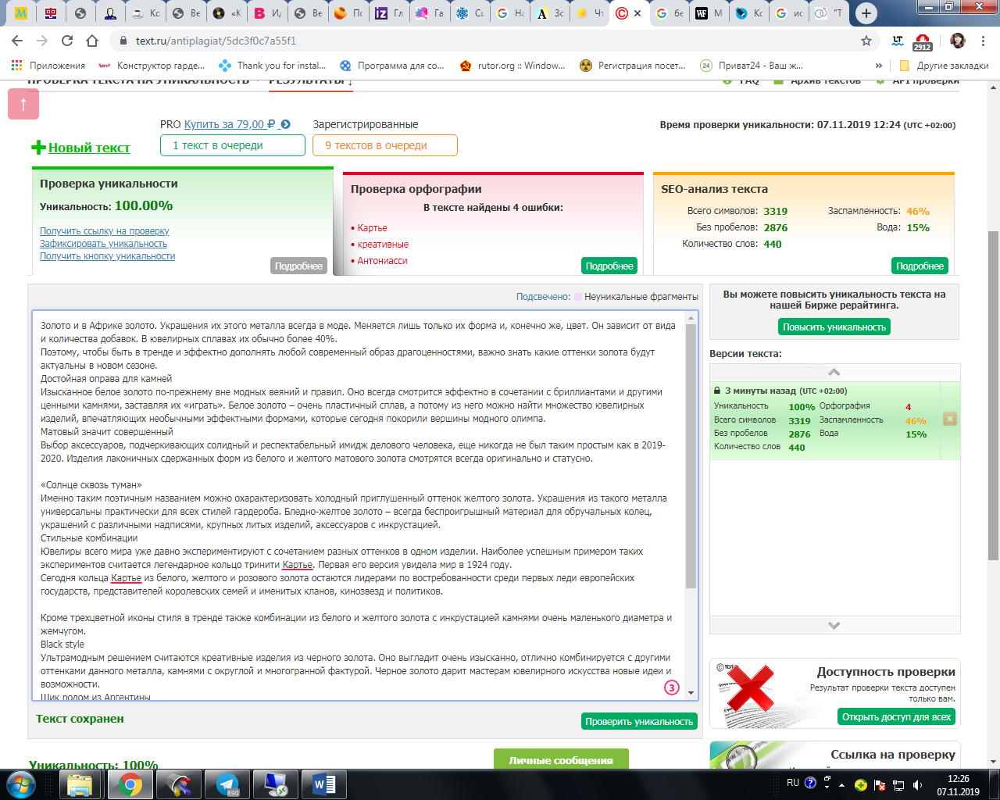 Кс
Ве
«К
Ид
Ве
По
Гл
Га
Сь
На
Зс
Чт
бе
М
Кс
ис
"Т
text.ru/antiplagiat/5dc3f0c7a55f1
2912
Приложения
Конструктор гарде...
Thank you for instal...
Программа для со...
rutor.org :: Window...
Регистрация посет...
24
Приват24 - Ваш ж...
»
Другие закладки
ПРОВЕРКА ТЕКСТА НА УНИКАЛЬНОСТЬ
РЕЗУЛЬТАТЫ ↓
FAQ
Архив текстов
API проверки
↑
PRO Купить за 79,00 ₽
Зарегистрированные
Время проверки уникальности: 07.11.2019 12:24 (UTC +02:00)
Новый текст
1 текст в очереди
9 текстов в очереди
Проверка уникальности
Уникальность: 100.00%
Получить ссылку на проверку
Зафиксировать уникальность
Получить кнопку уникальности
Подробнее
Проверка орфографии
В тексте найдены 4 ошибки:
• Картье
• креативные
• Антониасси
Подробнее
SEO-анализ текста
Всего символов: 3319
Заспамленность: 46%
Без пробелов: 2876
Вода: 15%
Количество слов: 440
Подробнее
Подсвечено: Неуникальные фрагменты
Золото и в Африке золото. Украшения их этого металла всегда в моде. Меняется лишь только их форма и, конечно же, цвет. Он зависит от вида
и количества добавок. В ювелирных сплавах их обычно более 40%.
Поэтому, чтобы быть в тренде и эффектно дополнять любой современный образ драгоценностями, важно знать какие оттенки золота будут
актуальны в новом сезоне.
Достойная оправа для камней
Изысканное белое золото по-прежнему вне модных веяний и правил. Оно всегда смотрится эффектно в сочетании с бриллиантами и другими
ценными камнями, заставляя их «играть». Белое золото – очень пластичный сплав, а потому из него можно найти множество ювелирных
изделий, впечатляющих необычными эффектными формами, которые сегодня покорили вершины модного олимпа.
Матовый значит совершенный
Выбор аксессуаров, подчеркивающих солидный и респектабельный имидж делового человека, еще никогда не был таким простым как в 2019-
2020. Изделия лаконичных сдержанных форм из белого и желтого матового золота смотрятся всегда оригинально и статусно.
«Солнце сквозь туман»
Именно таким поэтичным названием можно охарактеризовать холодный приглушенный оттенок желтого золота. Украшения из такого металла
универсальны практически для всех стилей гардероба. Бледно-желтое золото – всегда беспроигрышный материал для обручальных колец,
украшений с различными надписями, крупных литых изделий, аксессуаров с инкрустацией.
Стильные комбинации
Ювелиры всего мира уже давно экспериментируют с сочетанием разных оттенков в одном изделии. Наиболее успешным примером таких
экспериментов считается легендарное кольцо тринити Картье. Первая его версия увидела мир в 1924 году.
Сегодня кольца Картье из белого, желтого и розового золота остаются лидерами по востребованности среди первых леди европейских
государств, представителей королевских семей и именитых кланов, кинозвезд и политиков.
Кроме трехцветной иконы стиля в тренде также комбинации из белого и желтого золота с инкрустацией камнями очень маленького диаметра и
жемчугом.
Black style
Ультрамодным решением считаются креативные изделия из черного золота. Оно выгладит очень изысканно, отлично комбинируется с другими
оттенками данного металла, камнями с округлой и многогранной фактурой. Черное золото дарит мастерам ювелирного искусства новые идеи и
возможности.
Шик родом из Аргентины
3
Текст сохранен
Проверить уникальность
Уникальность: 100%
Личные сообщения
Вы можете повысить уникальность текста на
нашей Бирже рерайтинга.
Повысить уникальность
Версии текста:
3 минуты назад (UTC +02:00)
Уникальность 100% Орфография 4
Всего символов 3319 Заспамленность 46%
Без пробелов 2876 Вода 15%
Количество слов 440
Доступность проверки
Результат проверки текста доступен
только вам.
Открыть доступ для всех
Ссылка на проверку
890
RU
12:26
07.11.2019